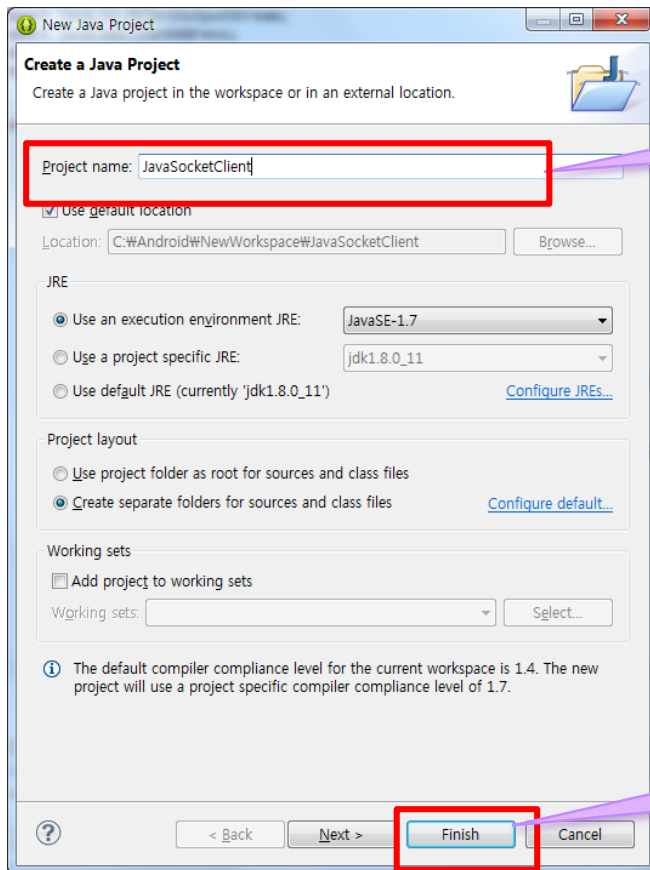 New Java Project
Create a Java Project
Create a Java project in the workspace or in an external location.
Project name: JavaSocketClient
Use default location
Location: C:₩Android₩NewWorkspace₩JavaSocketClient Browse...
JRE
Use an execution environment JRE: JavaSE-1.7
Use a project specific JRE: jdk1.8.0_11
Use default JRE (currently 'jdk1.8.0_11') Configure JREs...
Project layout
Use project folder as root for sources and class files
Create separate folders for sources and class files Configure default...
Working sets
Add project to working sets
Working sets: Select...
The default compiler compliance level for the current workspace is 1.4. The new
project will use a project specific compiler compliance level of 1.7.
< Back Next > Finish Cancel